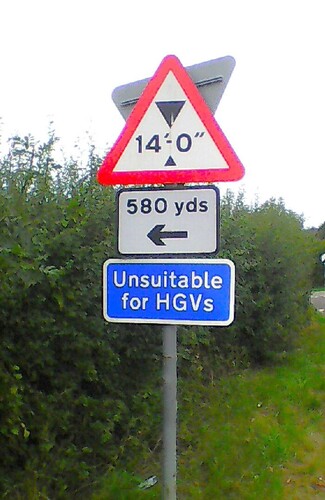 14'-0"
580 yds
Unsuitable
for HGVs